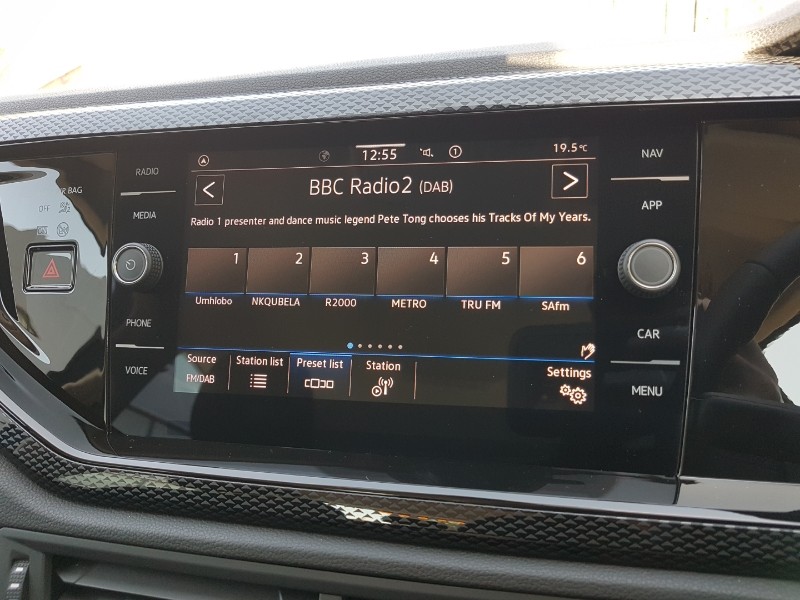 12:55
19.5°C
BBC Radio2 (DAB)
Radio 1 presenter and dance music legend Pete Tong chooses his Tracks Of My Years.
1 2 3 4 5 6
Umhlobo NKQUBELA R2000 METRO TRU FM SAfm
Source Station list Preset list Station Settings
FM/DAB
RADIO
MEDIA
PHONE
VOICE
NAV
APP
CAR
MENU
BAG
OFF